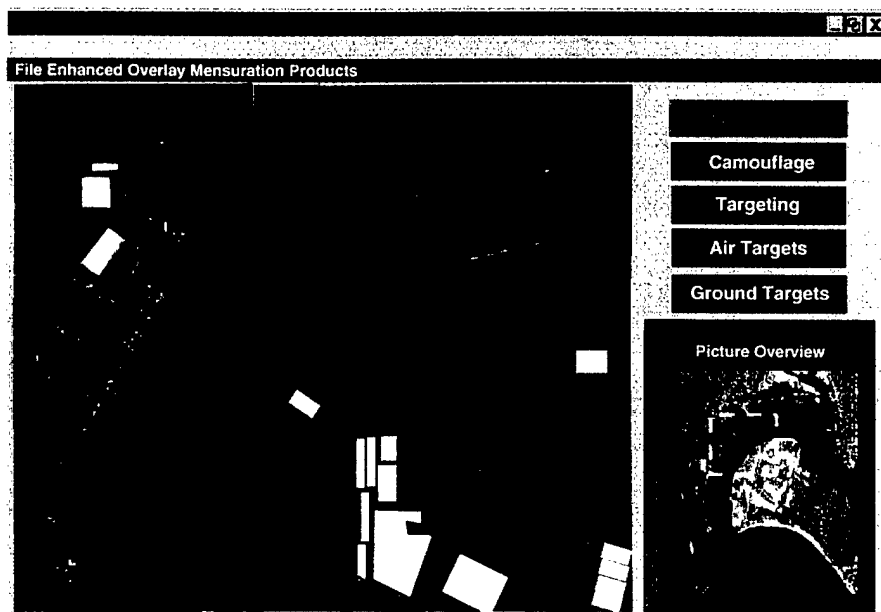 File Enhanced Overlay Mensuration Products
Camouflage
Targeting
Air Targets
Ground Targets
Picture Overview